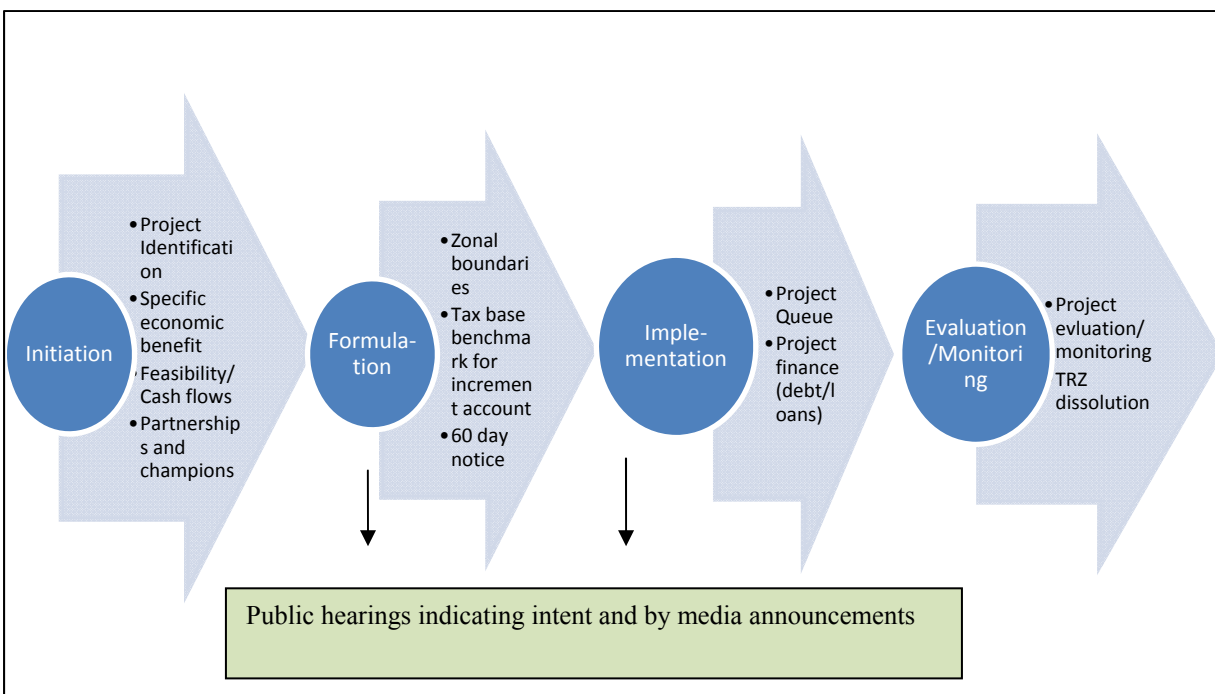 Initiation
•Project
Identificati
on
•Specific
economic
benefit
•Feasibility/
Cash flows
•Partnership
s and
champions
Formula-
tion
•Zonal
boundari
es
•Tax base
benchma
rk for
incremen
t account
•60 day
notice
Imple-
mentation
•Project
Queue
•Project
finance
(debt/l
oans)
Evaluation
/Monitori
ng
•Project
evluation/
monitoring
TRZ
dissolution
Public hearings indicating intent and by media announcements